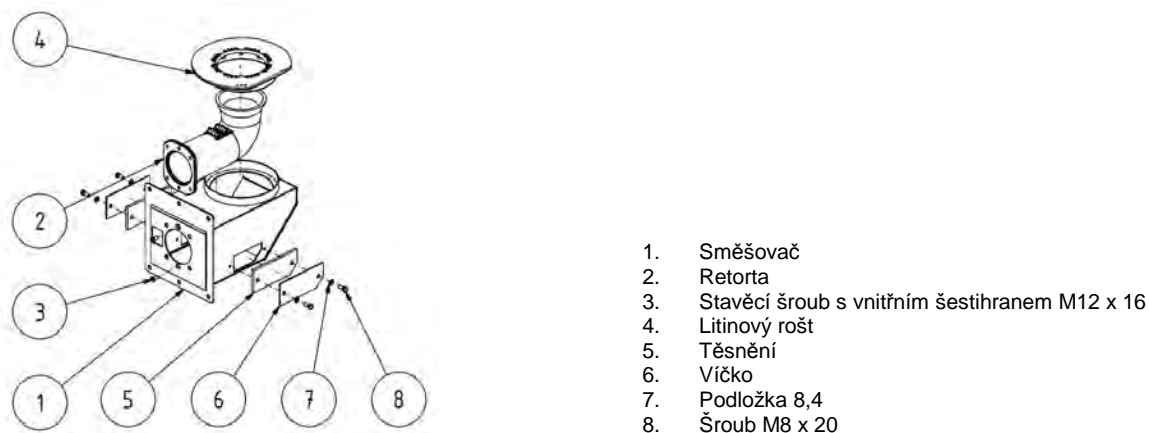 4
2
3
1
5
6
7
8
1. Směšovač
2. Retorta
3. Stavěcí šroub s vnitřním šestihranem M12 x 16
4. Litinový rošt
5. Těsnění
6. Víčko
7. Podložka 8,4
8. Šroub M8 x 20